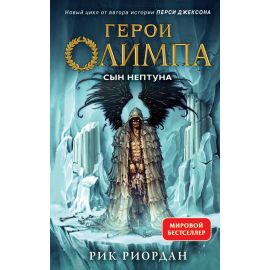 Новый цикл от автора истории ПЕРСИ ДЖЕКСОНА
ГЕРОИ
ОЛИМПА
СЫН НЕПТУНА
МИРОВОЙ
БЕСТСЕЛЛЕР
РИК РИОРДАН